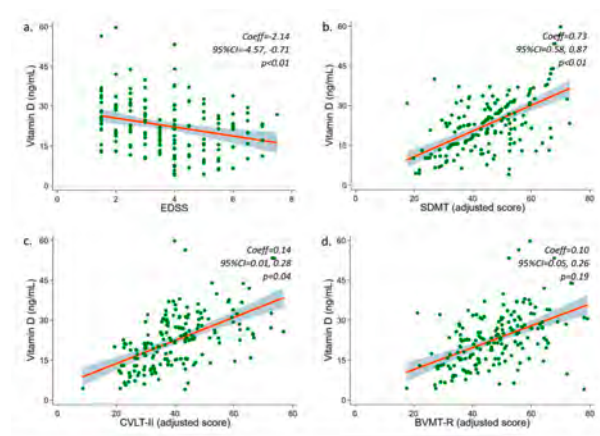 a.
Coeff=-2.14
95%CI=-4.57, -0.71
p<0.01
Vitamin D (ng/mL)
60
45
30
15
0
0 2 4 6 8
EDSS
b.
Coeff=0.73
95%CI=0.58, 0.87
p<0.01
Vitamin D (ng/mL)
60
45
30
15
0
0 20 40 60 80
SDMT (adjusted score)
c.
Coeff=0.14
95%CI=0.01, 0.28
p=0.04
Vitamin D (ng/mL)
60
45
30
15
0
0 20 40 60 80
CVLT-II (adjusted score)
d.
Coeff=0.10
95%CI=0.05, 0.26
p=0.19
Vitamin D (ng/mL)
60
45
30
15
0
0 20 40 60 80
BVMT-R (adjusted score)